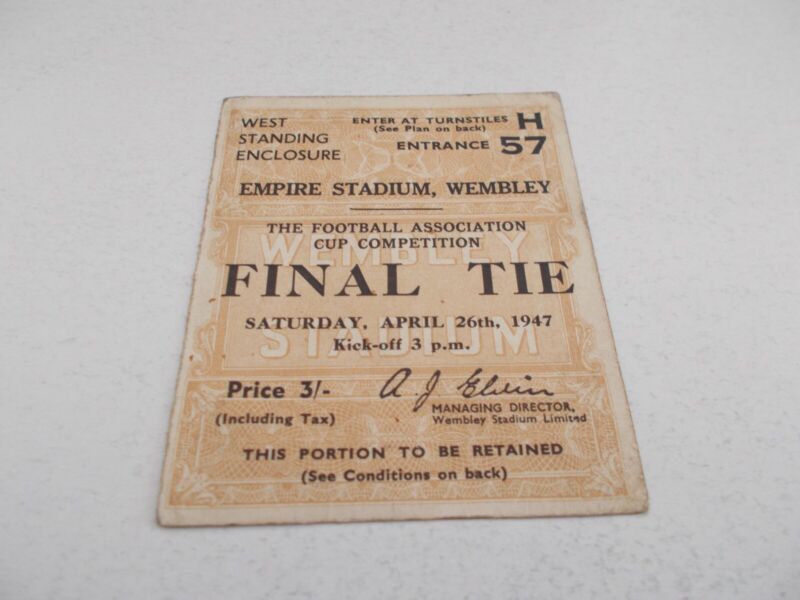 WEST
STANDING
ENCLOSURE
ENTER AT TURNSTILES H
(See Plan on back)
ENTRANCE 57
EMPIRE STADIUM, WEMBLEY
THE FOOTBALL ASSOCIATION
CUP COMPETITION
WEMBLEY
FINAL TIE
SATURDAY, APRIL 26th, 1947
Kick-off 3 p.m.
STADIUM
Price 3/-
(Including Tax)
A J Elvin
MANAGING DIRECTOR,
Wembley Stadium Limited
THIS PORTION TO BE RETAINED
(See Conditions on back)